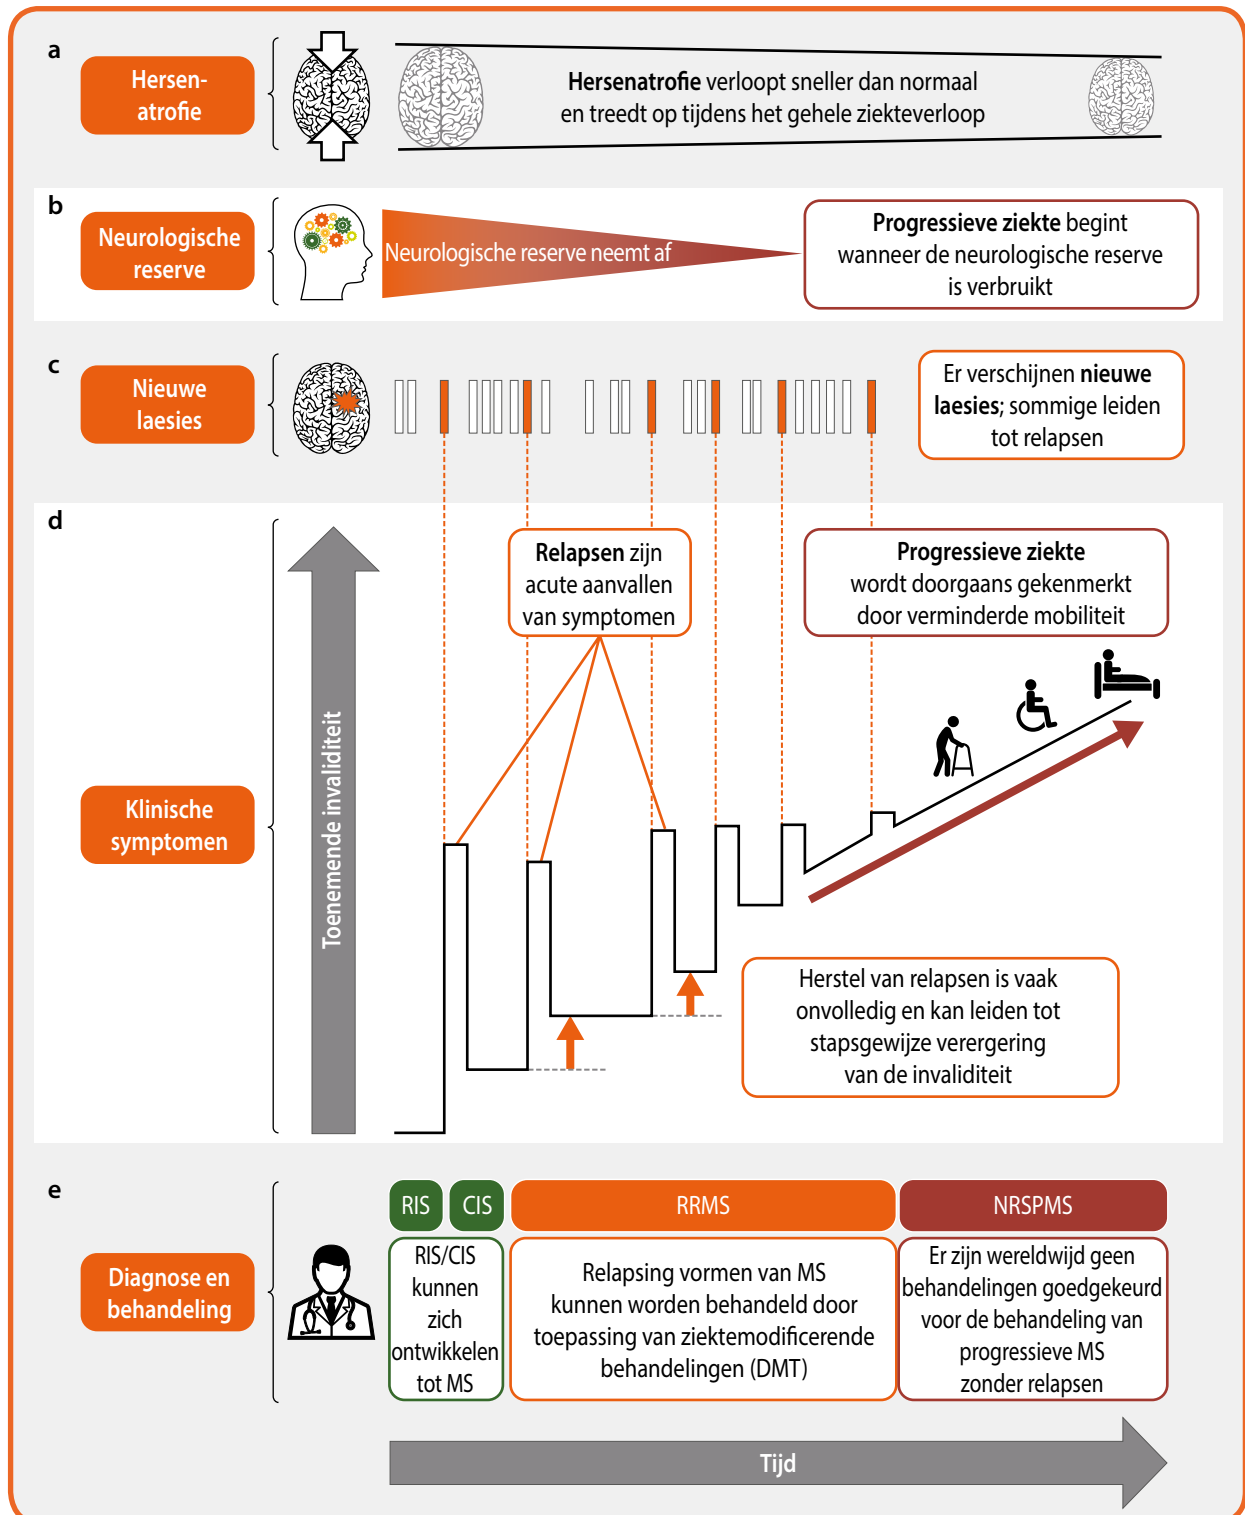 a
Hersen-
atrofie
Hersenatrofie verloopt sneller dan normaal
en treedt op tijdens het gehele ziekteverloop
b
Neurologische
reserve
Neurologische reserve neemt af
Progressieve ziekte begint
wanneer de neurologische reserve
is verbruikt
c
Nieuwe
laesies
Er verschijnen nieuwe
laesies; sommige leiden
tot relapsen
d
Klinische
symptomen
Toenemende invaliditeit
Relapsen zijn
acute aanvallen
van symptomen
Progressieve ziekte
wordt doorgaans gekenmerkt
door verminderde mobiliteit
Herstel van relapsen is vaak
onvolledig en kan leiden tot
stapsgewijze verergering
van de invaliditeit
e
Diagnose en
behandeling
RIS
CIS
RRMS
NRSPMS
RIS/CIS
kunnen
zich
ontwikkelen
tot MS
Relapsing vormen van MS
kunnen worden behandeld door
toepassing van ziektemodificerende
behandelingen (DMT)
Er zijn wereldwijd geen
behandelingen goedgekeurd
voor de behandeling van
progressieve MS
zonder relapsen
Tijd